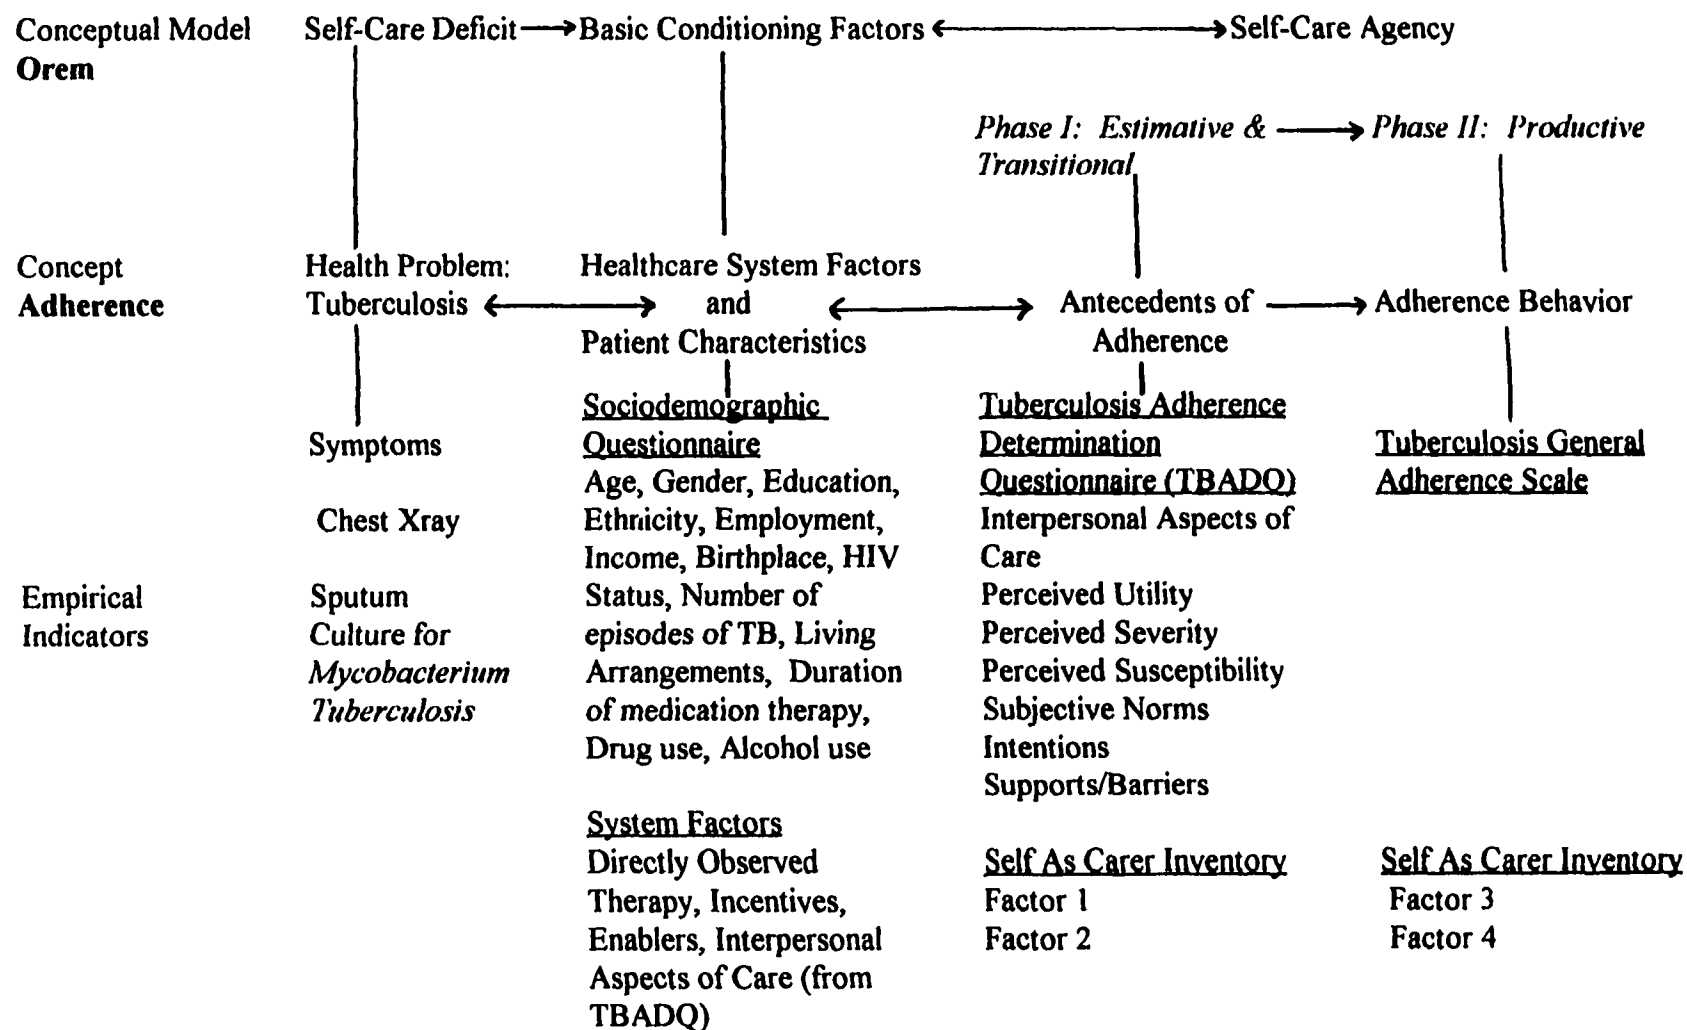 Conceptual Model Self-Care Deficit Basic Conditioning Factors Self-Care Agency
Orem
Phase I: Estimative & Phase II: Productive
Transitional
Concept Health Problem: Healthcare System Factors
Adherence Tuberculosis and Antecedents of Adherence Behavior
Patient Characteristics Adherence
Sociodemographic Tuberculosis Adherence
Symptoms Questionnaire Determination Tuberculosis General
Age, Gender, Education, Questionnaire (TBADQ) Adherence Scale
Chest Xray Ethnicity, Employment, Interpersonal Aspects of
Income, Birthplace, HIV Care
Empirical Sputum Status, Number of Perceived Utility
Indicators Culture for episodes of TB, Living Perceived Severity
Mycobacterium Arrangements, Duration Perceived Susceptibility
Tuberculosis of medication therapy, Subjective Norms
Drug use, Alcohol use Intentions
Supports/Barriers
System Factors
Directly Observed Self As Carer Inventory Self As Carer Inventory
Therapy, Incentives, Factor 1 Factor 3
Enablers, Interpersonal Factor 2 Factor 4
Aspects of Care (from
TBADQ)